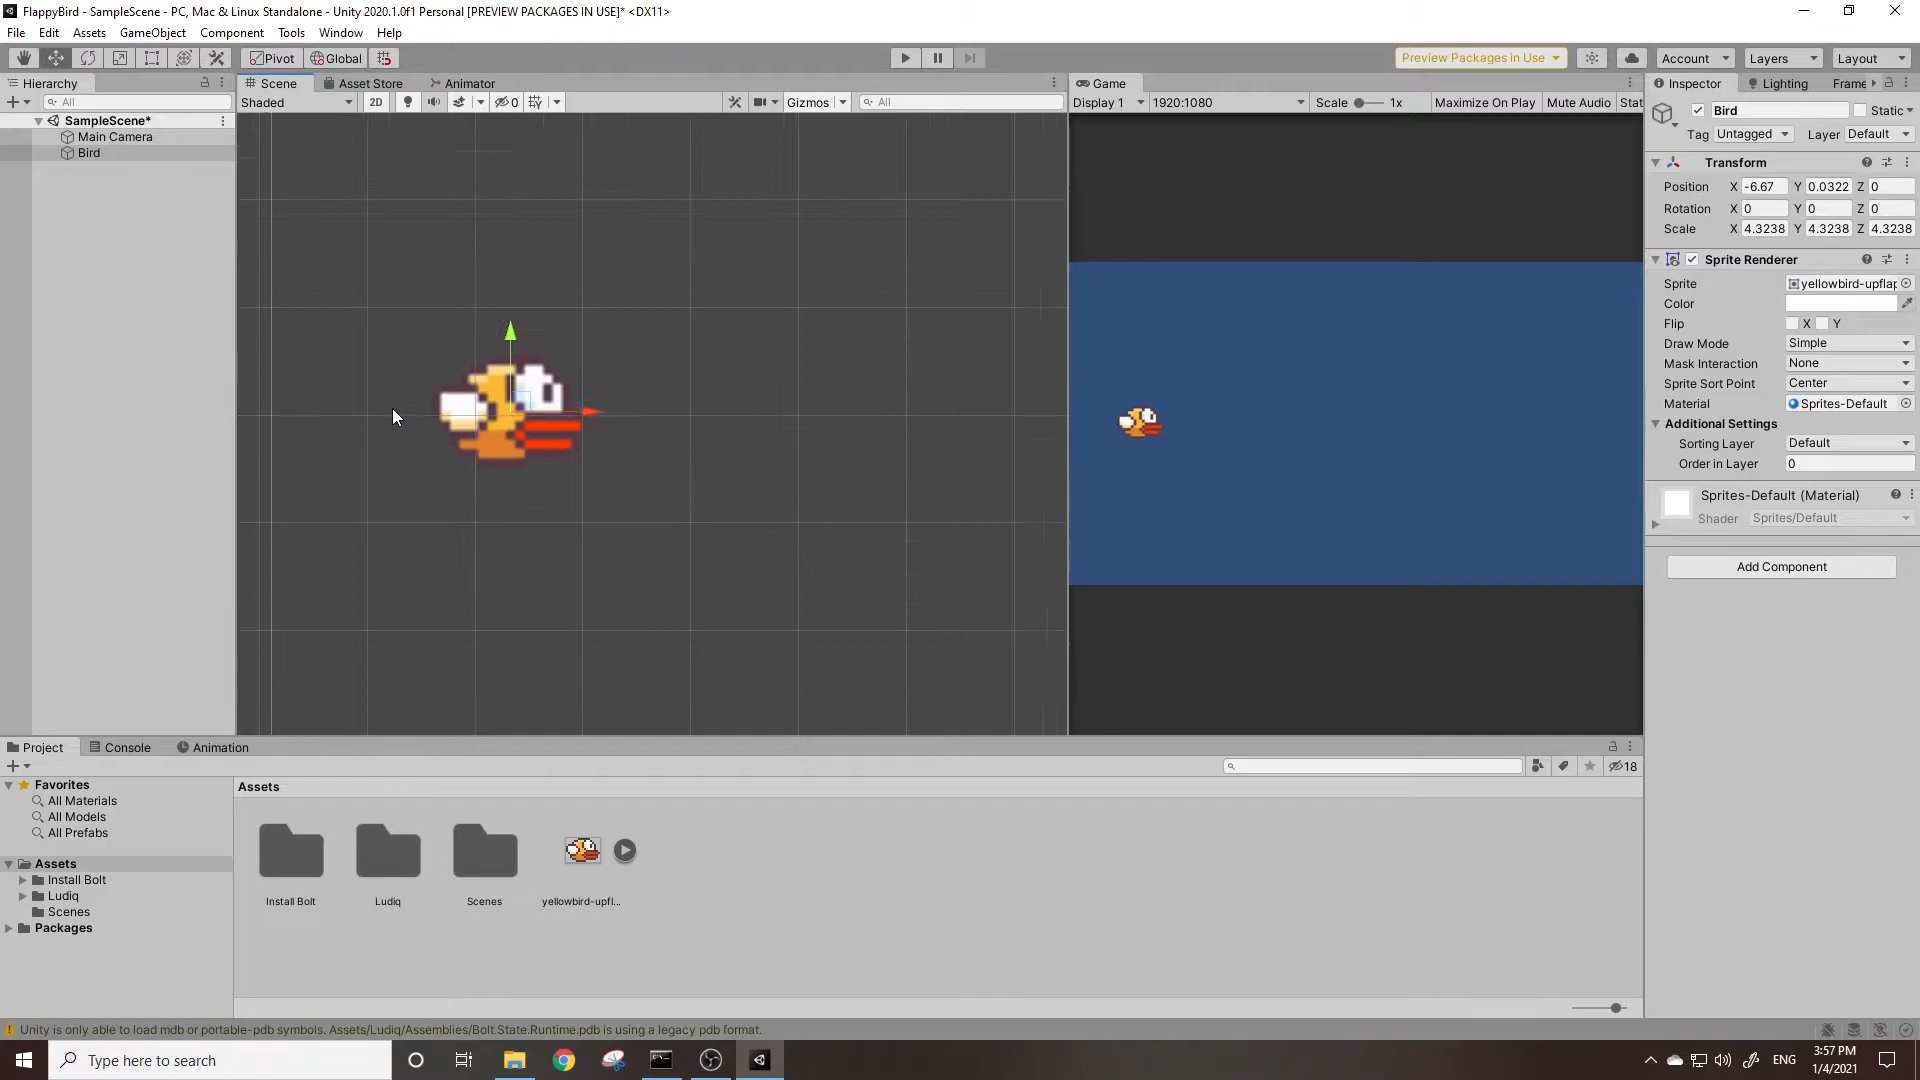 FlappyBird - SampleScene - PC, Mac & Linux Standalone - Unity 2020.1.0f1 Personal [PREVIEW PACKAGES IN USE]* <DX11>
File Edit Assets GameObject Component Tools Window Help
Pivot Global Preview Packages in Use Account Layers Layout
Hierarchy Scene Asset Store Animator Game Inspector Lighting Frame
All Shaded 2D 0 Gizmos All Display 1 1920:1080 Scale 1x Maximize On Play Mute Audio Stat
SampleScene*
Main Camera
Bird
Bird Static
Tag Untagged Layer Default
Transform
Position X -6.67 Y 0.0322 Z 0
Rotation X 0 Y 0 Z 0
Scale X 4.3238 Y 4.3238 Z 4.3238
Sprite Renderer
Sprite yellowbird-upflap
Color
Flip X Y
Draw Mode Simple
Mask Interaction None
Sprite Sort Point Center
Material Sprites-Default
Additional Settings
Sorting Layer Default
Order in Layer 0
Sprites-Default (Material)
Shader Sprites/Default
Add Component
Project Console Animation
18
Favorites
All Materials
All Models
All Prefabs
Assets
Install Bolt
Ludiq
Scenes
Packages
Assets
Install Bolt Ludiq Scenes yellowbird-upfl...
Unity is only able to load mdb or portable-pdb symbols. Assets/Ludiq/Assemblies/Bolt.State.Runtime.pdb is using a legacy pdb format.
Type here to search
ENG
3:57 PM
1/4/2021